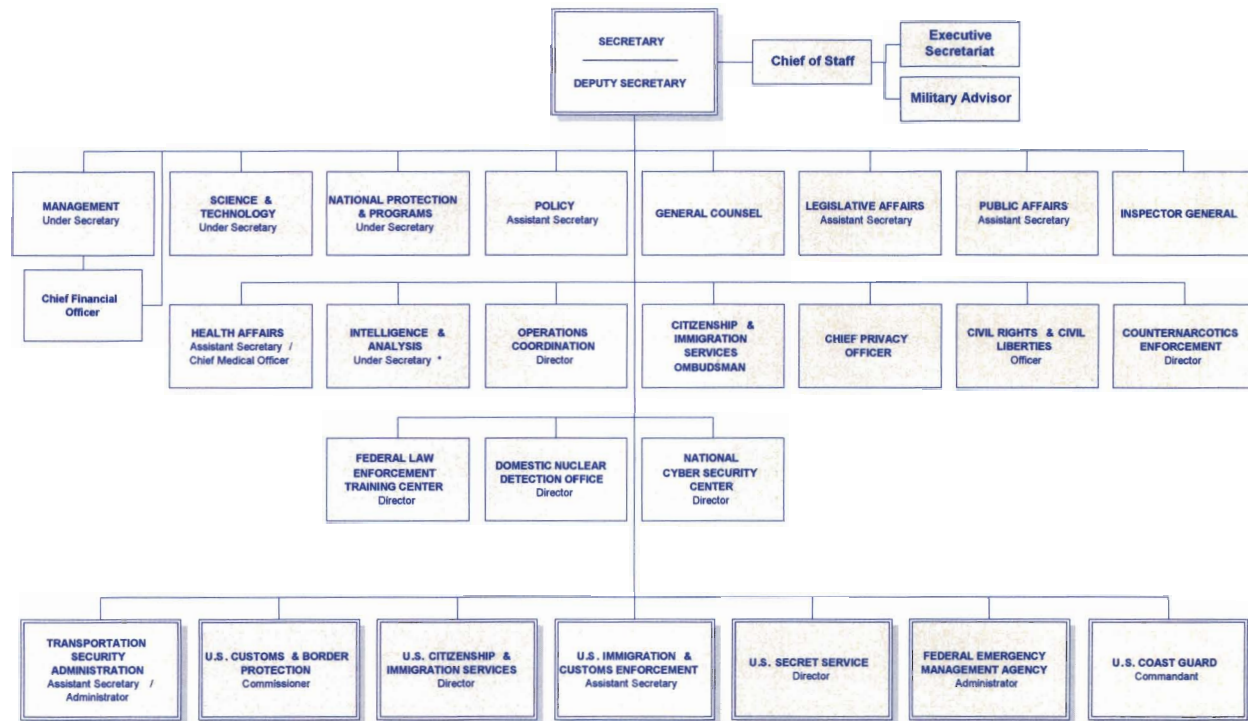 SECRETARY
DEPUTY SECRETARY
Chief of Staff
Executive
Secretariat
Military Advisor
MANAGEMENT
Under Secretary
SCIENCE & 
TECHNOLOGY
Under Secretary
NATIONAL PROTECTION
& PROGRAMS
Under Secretary
POLICY
Assistant Secretary
GENERAL COUNSEL
LEGISLATIVE AFFAIRS
Assistant Secretary
PUBLIC AFFAIRS
Assistant Secretary
INSPECTOR GENERAL
Chief Financial
Officer
HEALTH AFFAIRS
Assistant Secretary /
Chief Medical Officer
INTELLIGENCE &
ANALYSIS
Under Secretary *
OPERATIONS
COORDINATION
Director
CITIZENSHIP &
IMMIGRATION
SERVICES
OMBUDSMAN
CHIEF PRIVACY
OFFICER
CIVIL RIGHTS & CIVIL
LIBERTIES
Officer
COUNTERNARCOTICS
ENFORCEMENT
Director
FEDERAL LAW
ENFORCEMENT
TRAINING CENTER
Director
DOMESTIC NUCLEAR
DETECTION OFFICE
Director
NATIONAL
CYBER SECURITY
CENTER
Director
TRANSPORTATION
SECURITY
ADMINISTRATION
Assistant Secretary /
Administrator
U.S. CUSTOMS & BORDER
PROTECTION
Commissioner
U.S. CITIZENSHIP &
IMMIGRATION SERVICES
Director
U.S. IMMIGRATION &
CUSTOMS ENFORCEMENT
Assistant Secretary
U.S. SECRET SERVICE
Director
FEDERAL EMERGENCY
MANAGEMENT AGENCY
Administrator
U.S. COAST GUARD
Commandant